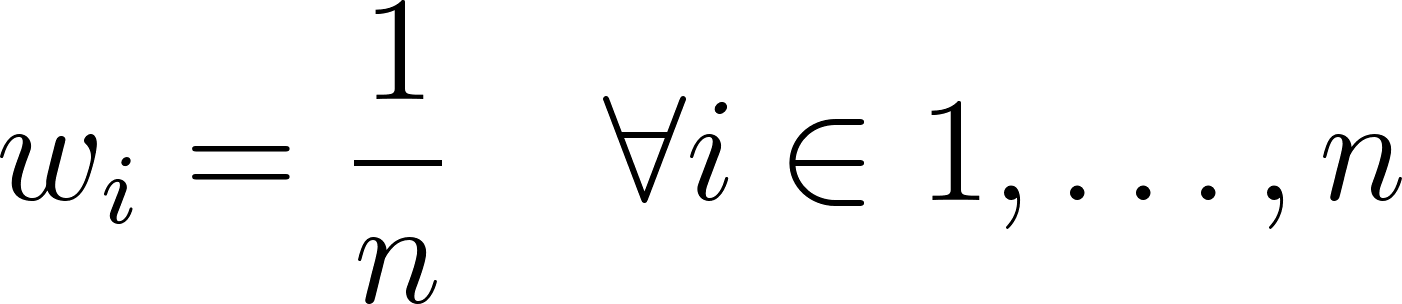 w_i = \frac{1}{n} \quad \forall i \in 1, \ldots, n